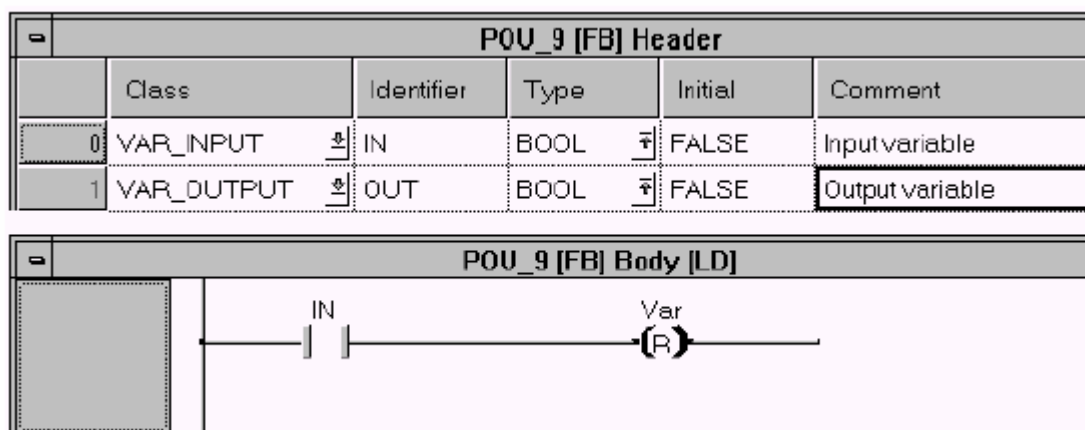 POU_9 [FB] Header
Class Identifier Type Initial Comment
0 VAR_INPUT IN BOOL FALSE Input variable
1 VAR_OUTPUT OUT BOOL FALSE Output variable
POU_9 [FB] Body [LD]
IN Var
(R)